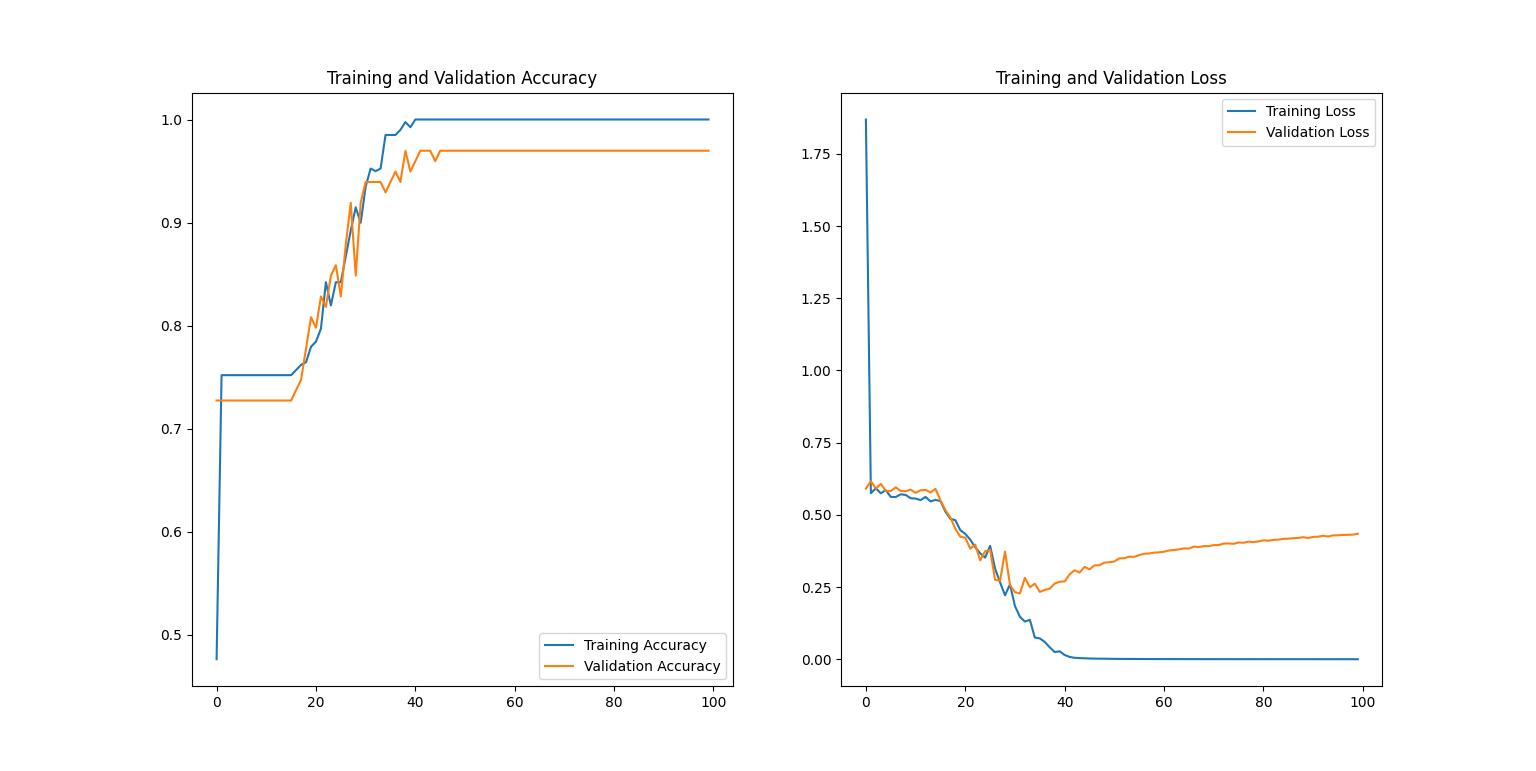 Training and Validation Accuracy
1.0
0.9
0.8
0.7
0.6
0.5
Training Accuracy
Validation Accuracy
0 20 40 60 80 100
Training and Validation Loss
Training Loss
Validation Loss
1.75
1.50
1.25
1.00
0.75
0.50
0.25
0.00
0 20 40 60 80 100